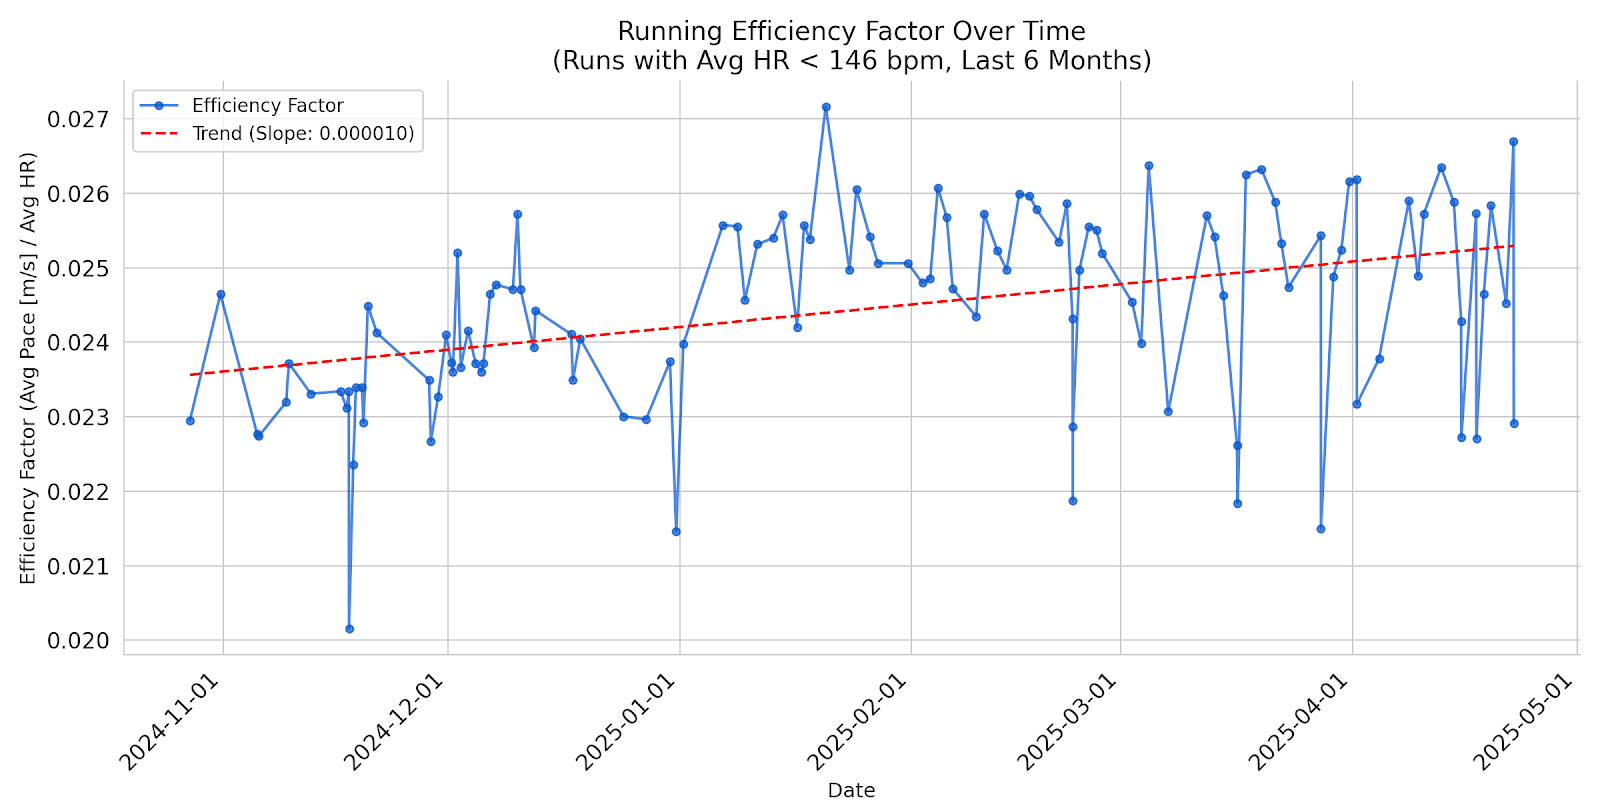 Running Efficiency Factor Over Time
(Runs with Avg HR < 146 bpm, Last 6 Months)
Efficiency Factor
Trend (Slope: 0.000010)
Efficiency Factor (Avg Pace [m/s] / Avg HR)
0.027
0.026
0.025
0.024
0.023
0.022
0.021
0.020
2024-11-01
2024-12-01
2025-01-01
2025-02-01
2025-03-01
2025-04-01
2025-05-01
Date